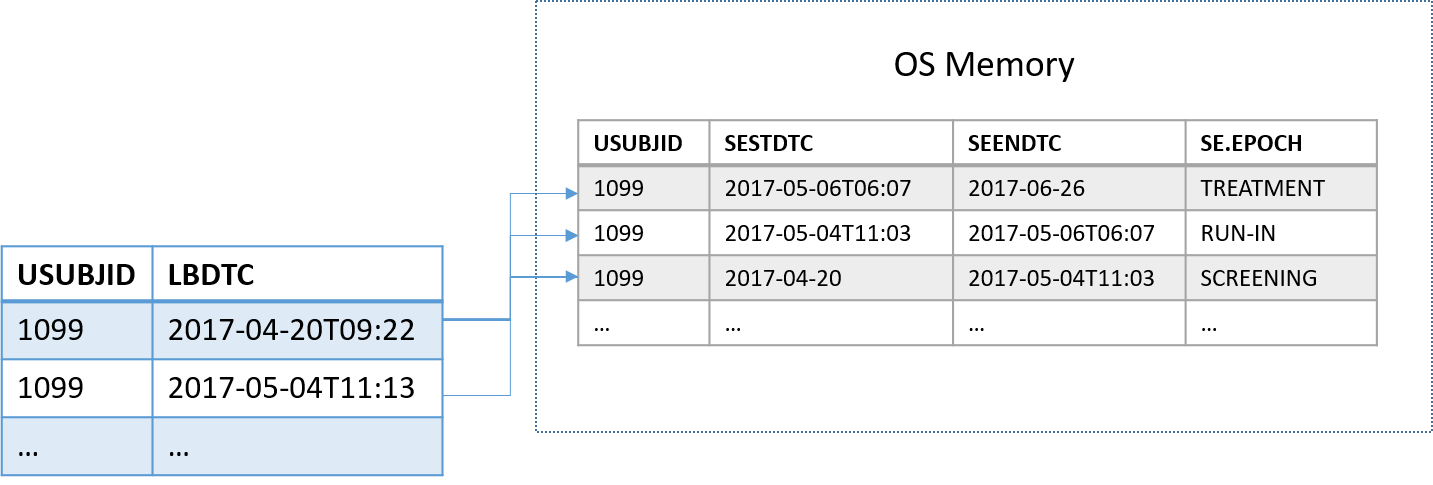 OS Memory
USUBJID SESTDTC SEENDTC SE.EPOCH
1099 2017-05-06T06:07 2017-06-26 TREATMENT
1099 2017-05-04T11:03 2017-05-06T06:07 RUN-IN
1099 2017-04-20 2017-05-04T11:03 SCREENING
... ... ... ...
USUBJID LBDTC
1099 2017-04-20T09:22
1099 2017-05-04T11:13
... ...